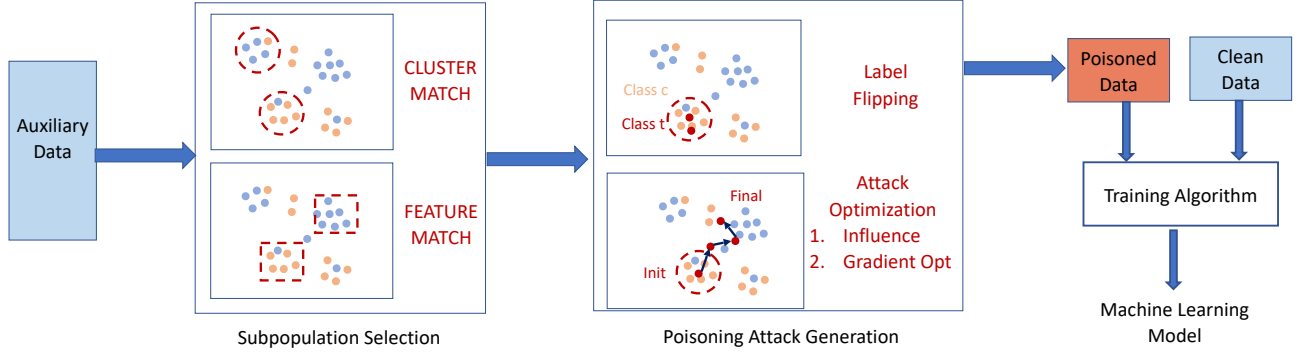 Auxiliary
Data
CLUSTER
MATCH
FEATURE
MATCH
Subpopulation Selection
Class c
Class t
Label
Flipping
Init
Final
Attack
Optimization
1. Influence
2. Gradient Opt
Poisoning Attack Generation
Poisoned
Data
Clean
Data
Training Algorithm
Machine Learning
Model